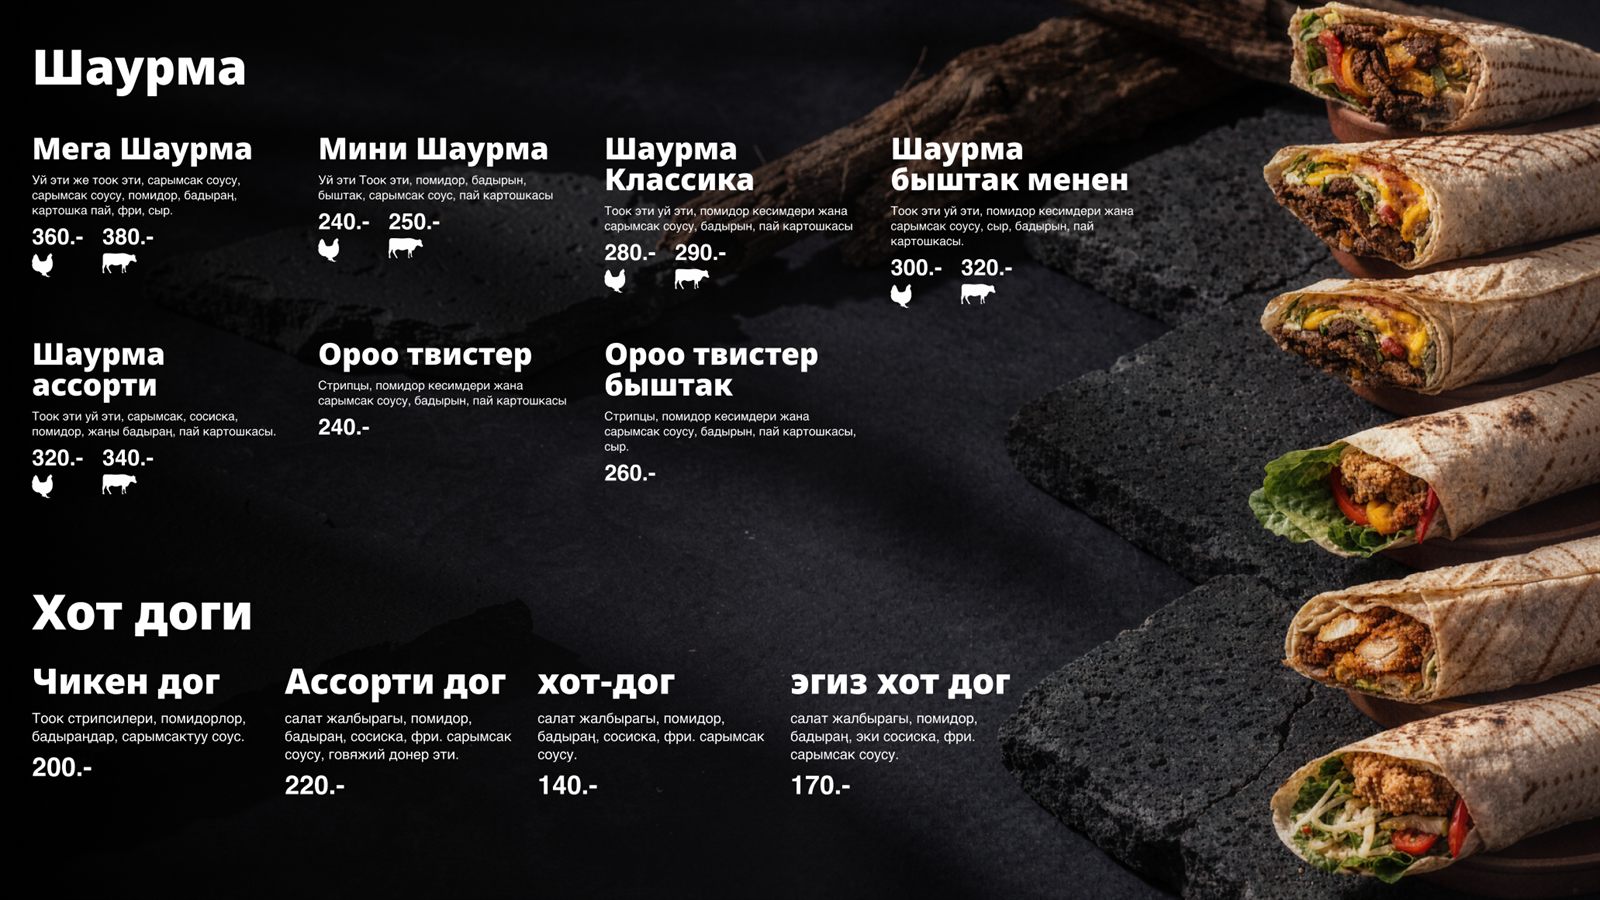 Шаурма
Мега Шаурма
Уй эти же тоок эти, сарымсак соусу,
сарымсак соусу, помидор, бадыраң,
картошка пай, фри, сыр.
360.- 380.-
Мини Шаурма
Уй эти Тоок эти, помидор, бадырын,
быштак, сарымсак соус, пай картошкасы
240.- 250.-
Шаурма
Классика
Тоок эти уй эти, помидор кесимдери жана
сарымсак соусу, бадырын, пай картошкасы
280.- 290.-
Шаурма
быштак менен
Тоок эти уй эти, помидор кесимдери жана
сарымсак соусу, сыр, бадырын, пай
картошкасы.
300.- 320.-
Шаурма
ассорти
Тоок эти уй эти, сарымсак, сосиска,
помидор, жаңы бадыраң, пай картошкасы.
320.- 340.-
Ороо твистер
Стрипцы, помидор кесимдери жана
сарымсак соусу, бадырын, пай картошкасы
240.-
Ороо твистер
быштак
Стрипцы, помидор кесимдери жана
сарымсак соусу, бадырын, пай картошкасы,
сыр.
260.-
Хот доги
Чикен дог
Тоок стрипсилери, помидорлор,
бадыраңдар, сарымсактуу соус.
200.-
Ассорти дог
салат жалбырагы, помидор,
бадыраң, сосиска, фри. сарымсак
соусу, говяжий донер эти.
220.-
хот-дог
салат жалбырагы, помидор,
бадыраң, сосиска, фри. сарымсак
соусу.
140.-
эгиз хот дог
салат жалбырагы, помидор,
бадыраң, эки сосиска, фри.
сарымсак соусу.
170.-